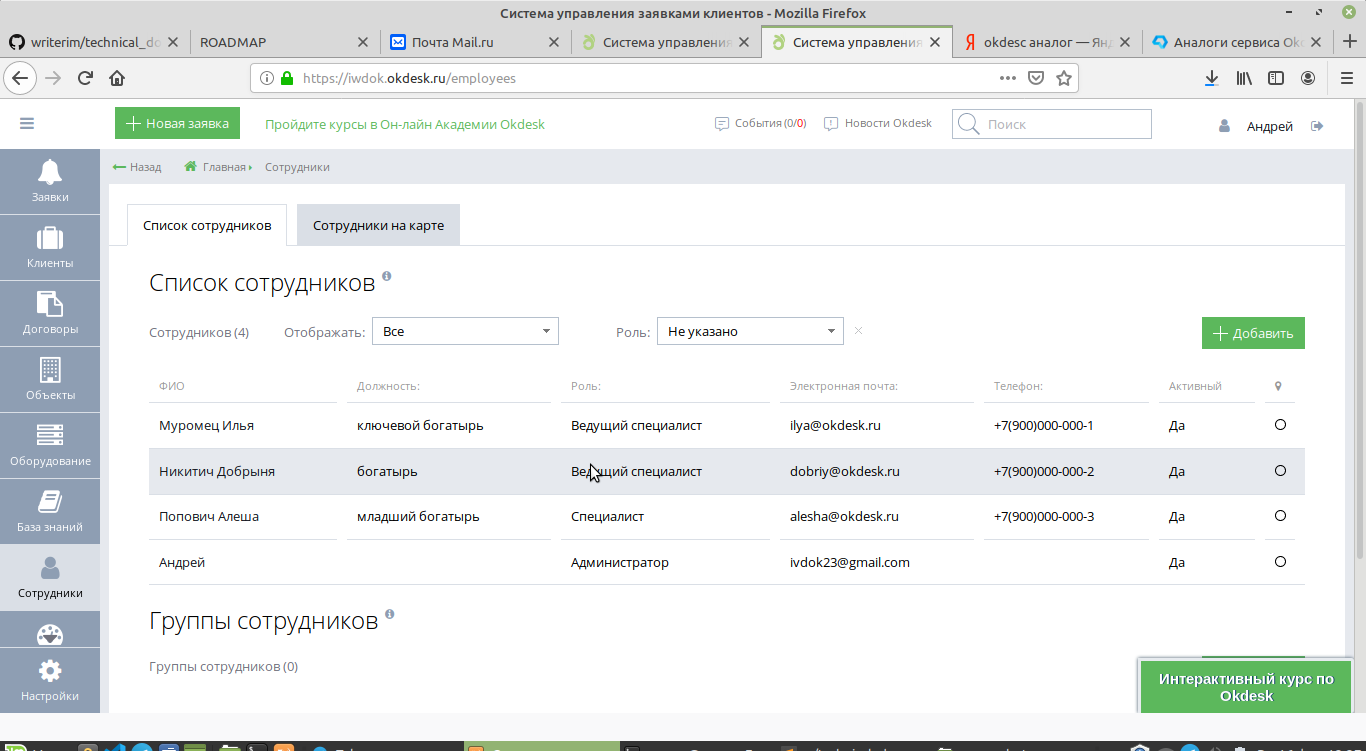 Система управления заявками клиентов - Mozilla Firefox
writerim/technical_do
ROADMAP
Почта Mail.ru
Система управления
Система управления
okdesc аналог — Ян
Аналоги сервиса Ok
https://iwdok.okdesk.ru/employees
Новая заявка
Пройдите курсы в Он-лайн Академии Okdesk
События (0/0)
Новости Okdesk
Поиск
Андрей
Назад
Главная
Сотрудники
Заявки
Клиенты
Договоры
Объекты
Оборудование
База знаний
Сотрудники
Настройки
Список сотрудников
Сотрудники на карте
Список сотрудников
Сотрудников (4)
Отображать: Все
Роль: Не указано
Добавить
ФИО Должность: Роль: Электронная почта: Телефон: Активный
Муромец Илья ключевой богатырь Ведущий специалист ilya@okdesk.ru +7(900)000-000-1 Да
Никитич Добрыня богатырь Ведущий специалист dobriy@okdesk.ru +7(900)000-000-2 Да
Попович Алеша младший богатырь Специалист alesha@okdesk.ru +7(900)000-000-3 Да
Андрей Администратор ivdok23@gmail.com Да
Группы сотрудников
Группы сотрудников (0)
Интерактивный курс по
Okdesk